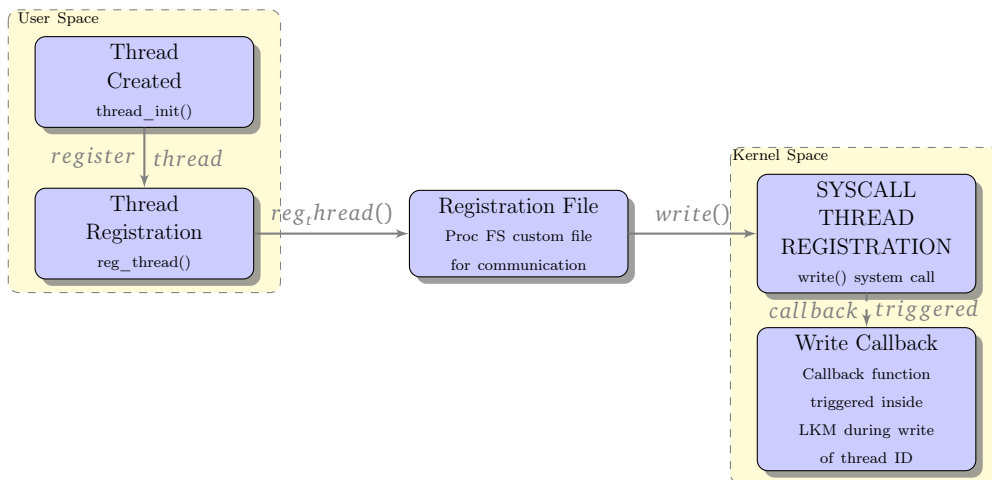 User Space
Thread
Created
thread_init()
register thread
Thread
Registration
reg_thread()
reg_thread()
Registration File
Proc FS custom file
for communication
write()
Kernel Space
SYSCALL
THREAD
REGISTRATION
write() system call
callback triggered
Write Callback
Callback function
triggered inside
LKM during write
of thread ID